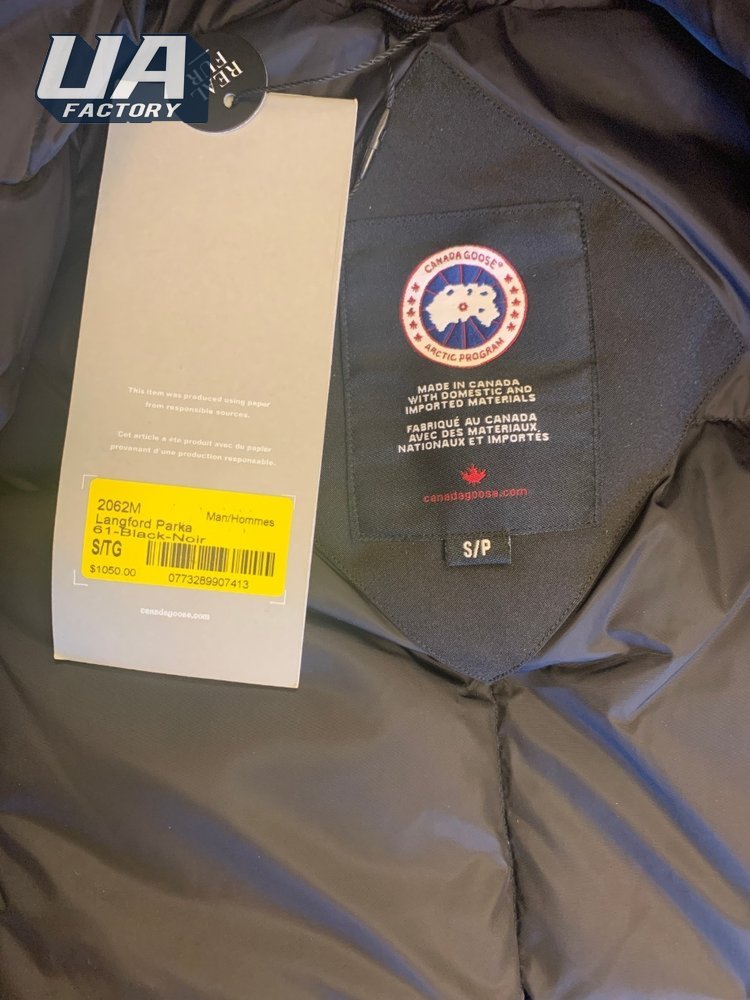 UA
FACTORY
REAL
FUR
This item was produced using paper
from responsible sources.
Cet article a été produit avec du papier
provenant d'une production responsable.
2062M
Langford Parka
Man/Hommes
61-Black-Noir
S/TG
$1050.00
0773289907413
canadagoose.com
CANADA GOOSE®
ARCTIC PROGRAM
MADE IN CANADA
WITH DOMESTIC AND
IMPORTED MATERIALS
FABRIQUÉ AU CANADA
AVEC DES MATERIAUX
NATIONAUX ET IMPORTÉS
canadagoose.com
S/P